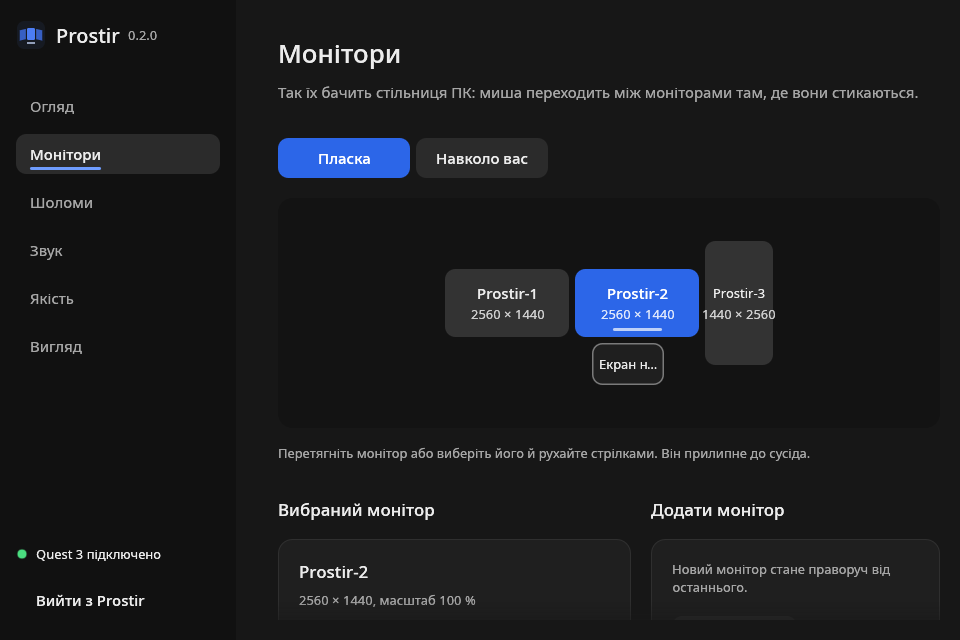 Prostir 0.2.0
Огляд
Монітори
Шоломи
Звук
Якість
Вигляд
Quest 3 підключено
Вийти з Prostir
Монітори
Так їх бачить стільниця ПК: миша переходить між моніторами там, де вони стикаються.
Пласка
Навколо вас
Prostir-1
2560 × 1440
Prostir-2
2560 × 1440
Prostir-3
1440 × 2560
Екран н...
Перетягніть монітор або виберіть його й рухайте стрілками. Він прилипне до сусіда.
Вибраний монітор
Prostir-2
2560 × 1440, масштаб 100 %
Додати монітор
Новий монітор стане праворуч від
останнього.